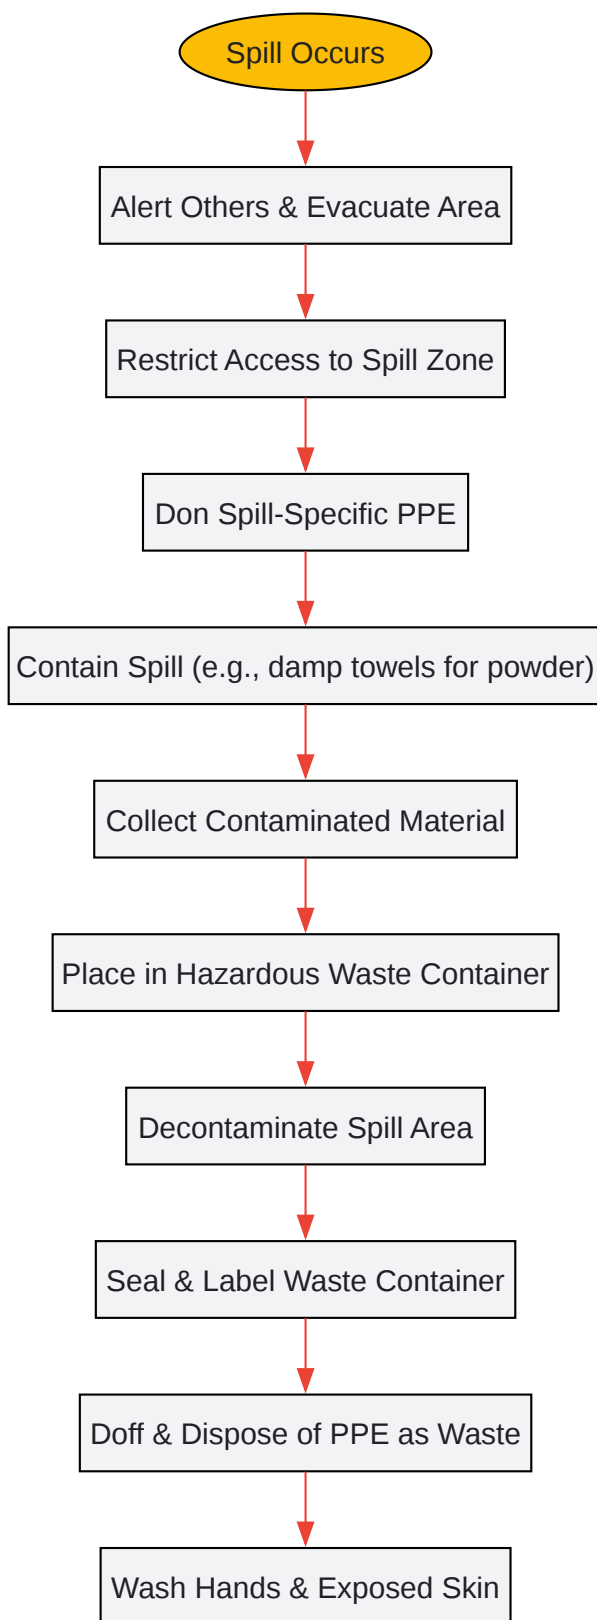 Spill Occurs
Alert Others & Evacuate Area
Restrict Access to Spill Zone
Don Spill-Specific PPE
Contain Spill (e.g., damp towels for powder)
Collect Contaminated Material
Place in Hazardous Waste Container
Decontaminate Spill Area
Seal & Label Waste Container
Doff & Dispose of PPE as Waste
Wash Hands & Exposed Skin